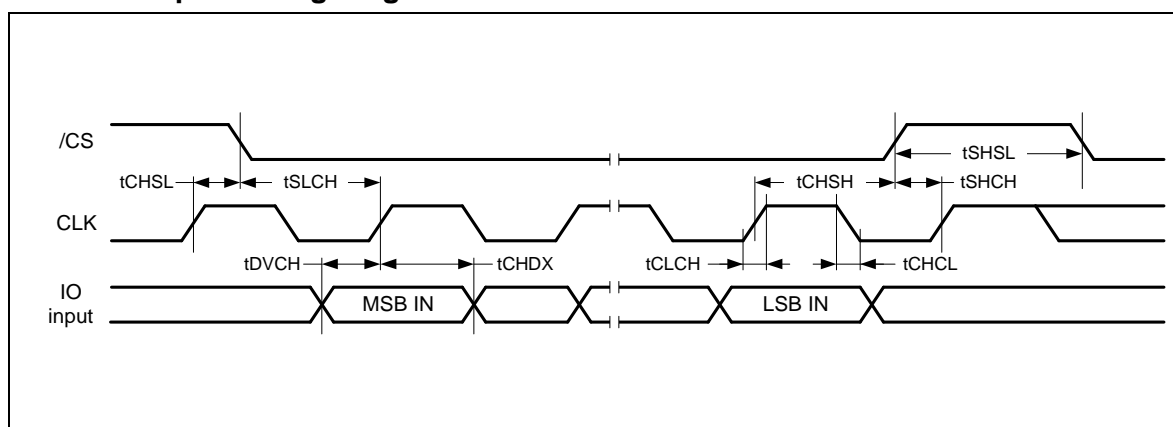 /CS
tSHSL
tCHSL
tSLCH
tCHSH
tSHCH
CLK
tDVCH
tCHDX
tCLCH
tCHCL
IO
input
MSB IN
LSB IN